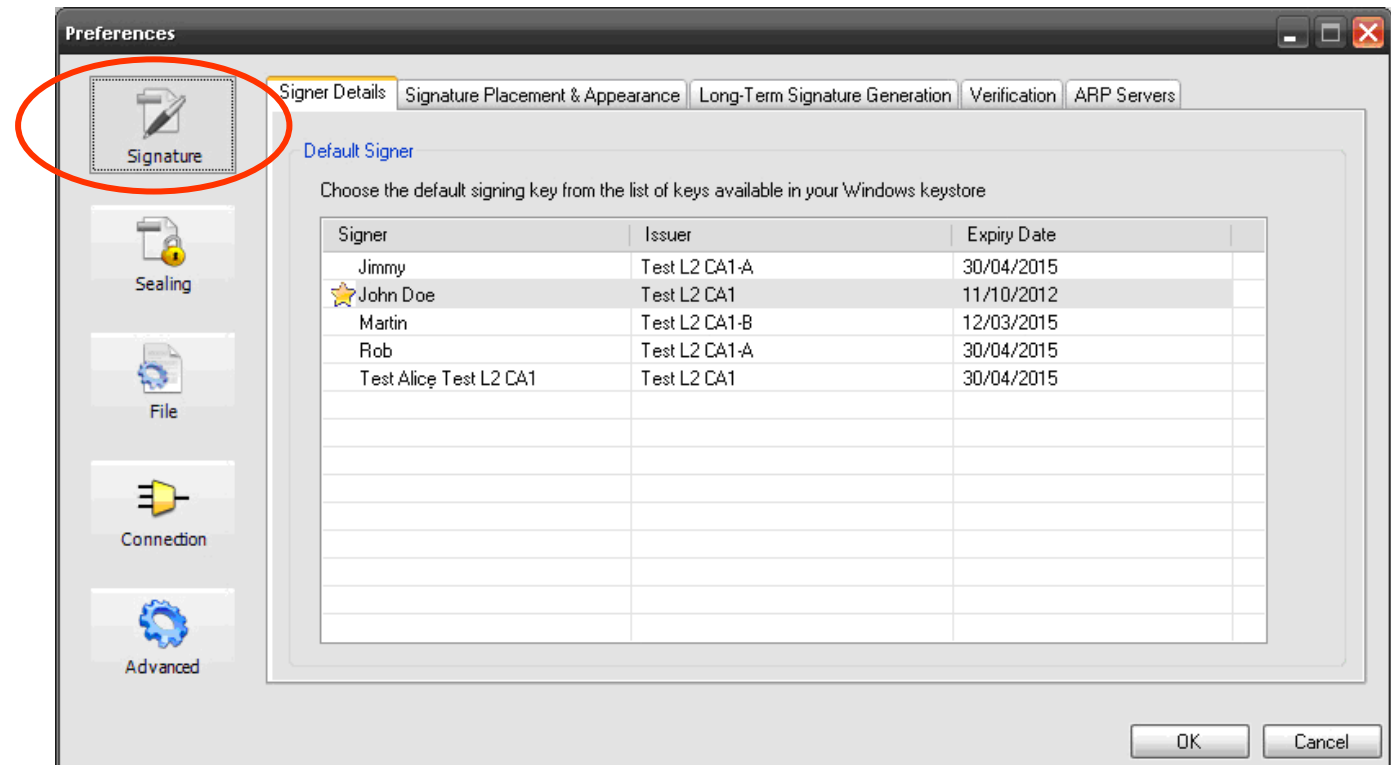 Preferences
Signature
Sealing
File
Connection
Advanced
Signer Details Signature Placement & Appearance Long-Term Signature Generation Verification ARP Servers
Default Signer
Choose the default signing key from the list of keys available in your Windows keystore
Signer Issuer Expiry Date
Jimmy Test L2 CA1-A 30/04/2015
John Doe Test L2 CA1 11/10/2012
Martin Test L2 CA1-B 12/03/2015
Rob Test L2 CA1-A 30/04/2015
Test Alice Test L2 CA1 Test L2 CA1 30/04/2015
OK Cancel